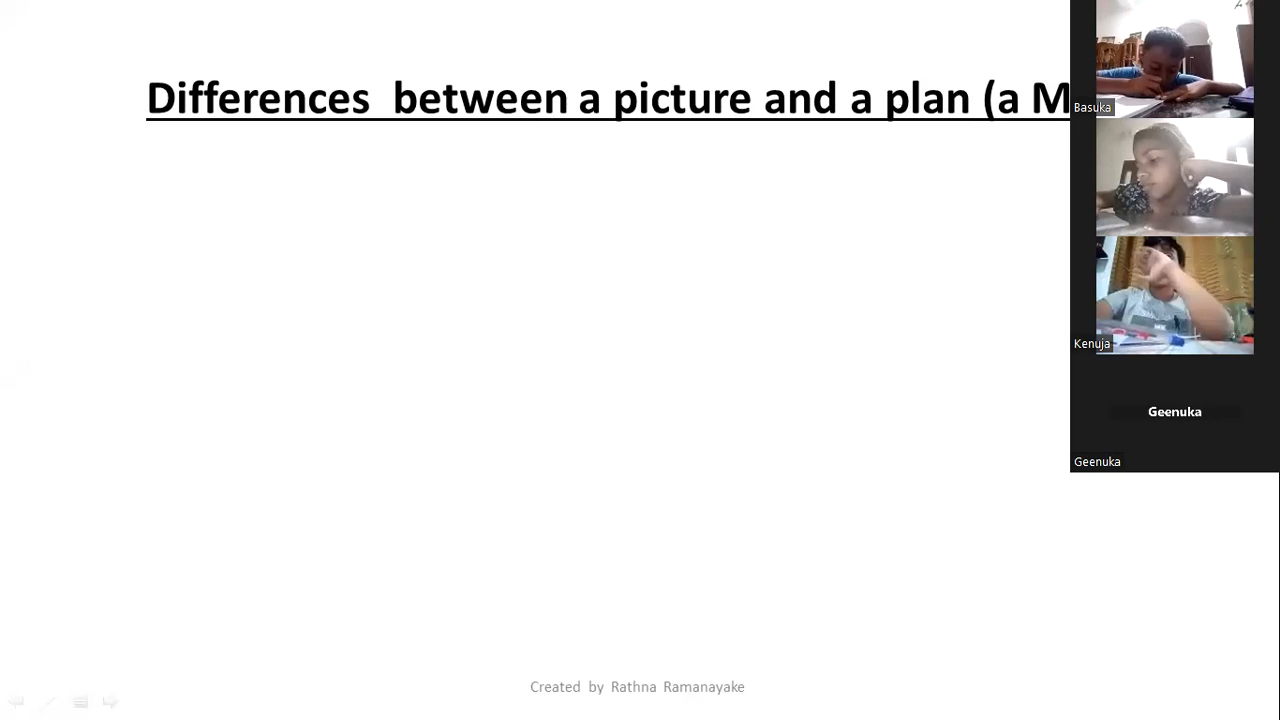 Differences between a picture and a plan (a M
Basuka
Kenuja
Geenuka
Geenuka
Created by Rathna Ramanayake